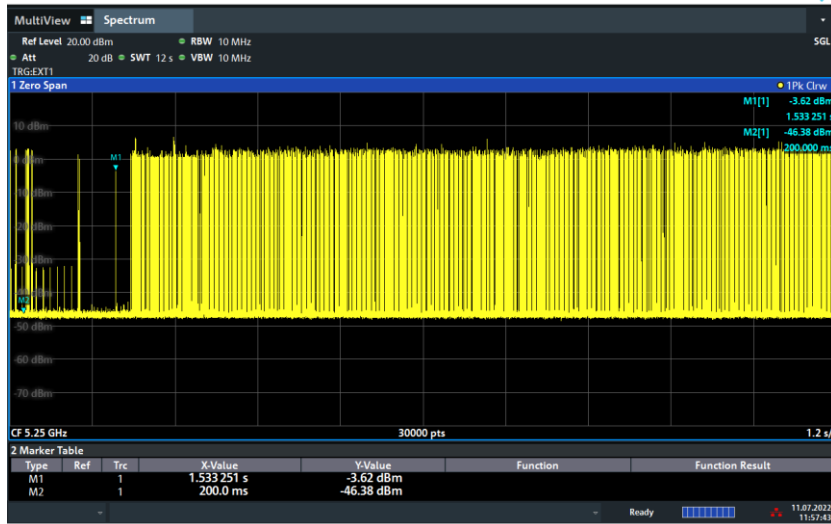 MultiView Spectrum
Ref Level 20.00 dBm RBW 10 MHz SGL
Att 20 dB SWT 12 s VBW 10 MHz
TRG:EXT1
1 Zero Span 1Pk Clrw
M1[1] -3.62 dBm
1.533 251 s
10 dBm M2[1] -46.38 dBm
200.000 ms
M1
M2
-50 dBm
-60 dBm
-70 dBm
CF 5.25 GHz 30000 pts 1.2 s/
2 Marker Table
Type Ref Trc X-Value Y-Value Function Function Result
M1 1 1.533 251 s -3.62 dBm
M2 1 200.0 ms -46.38 dBm
Ready 11.07.2022
11:57:43